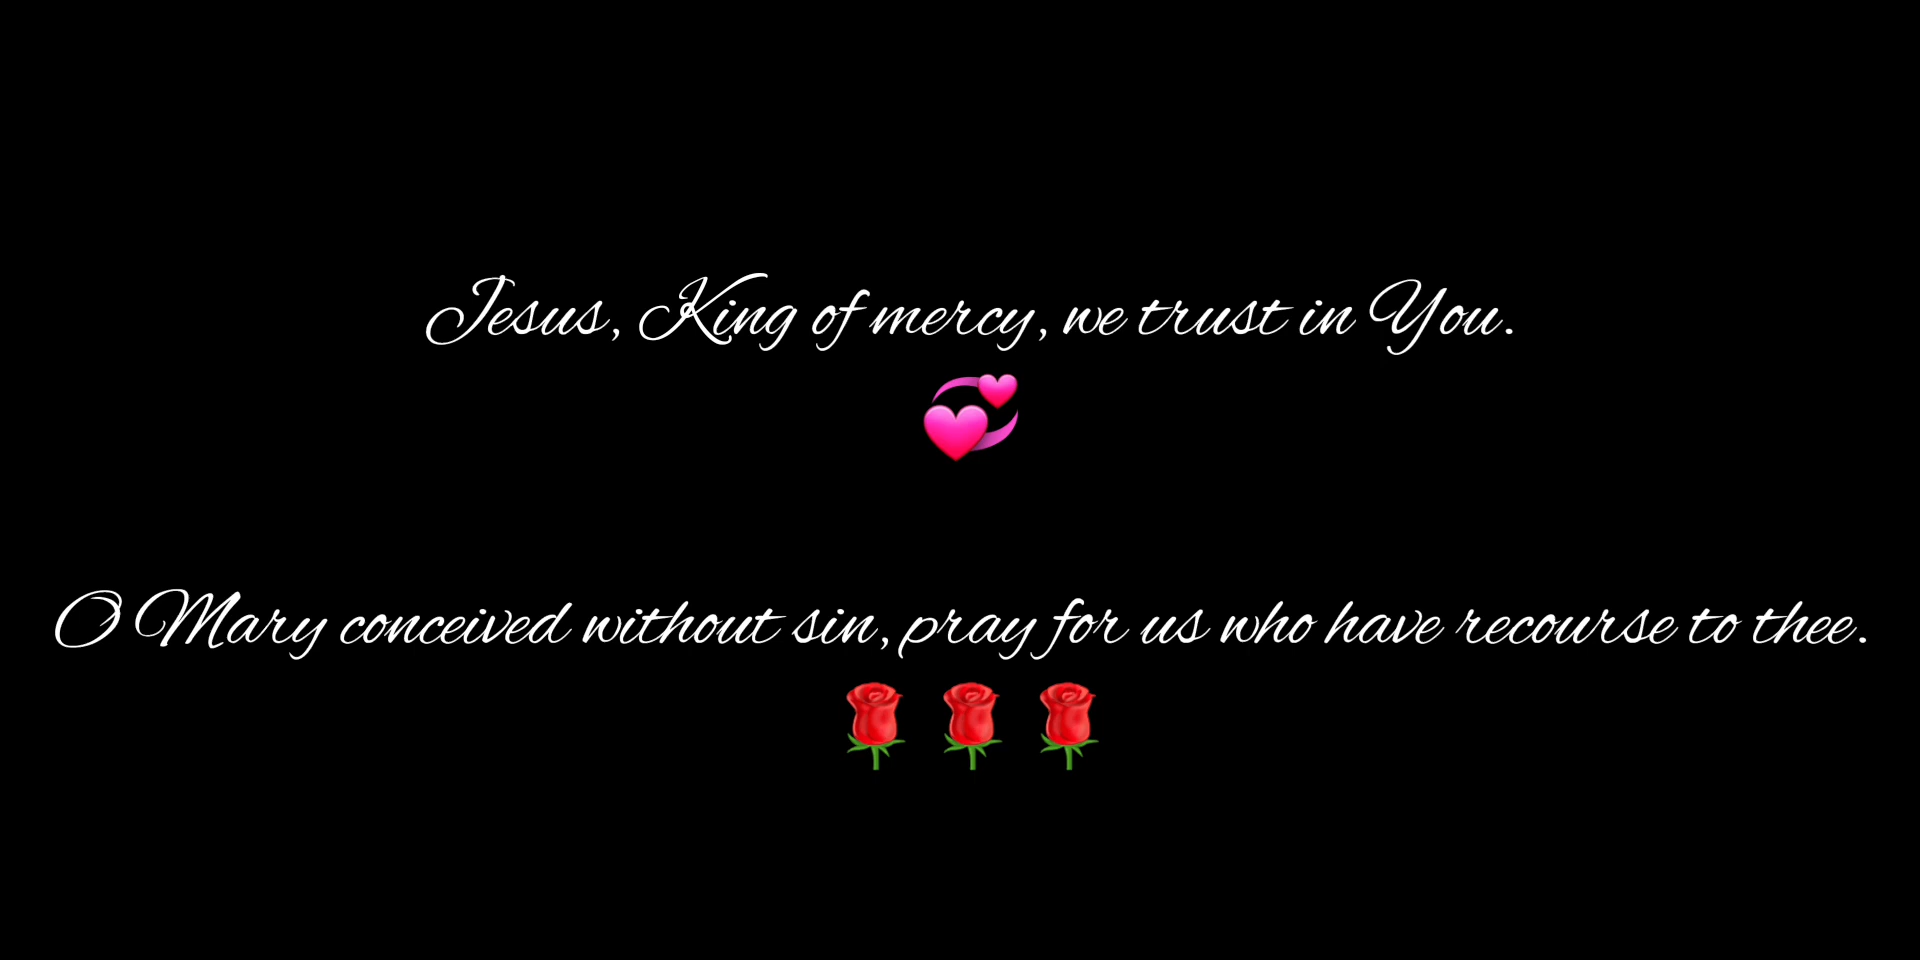 Jesus, King of mercy, we trust in You.
💞
O Mary conceived without sin, pray for us who have recourse to thee.
🌹🌹🌹